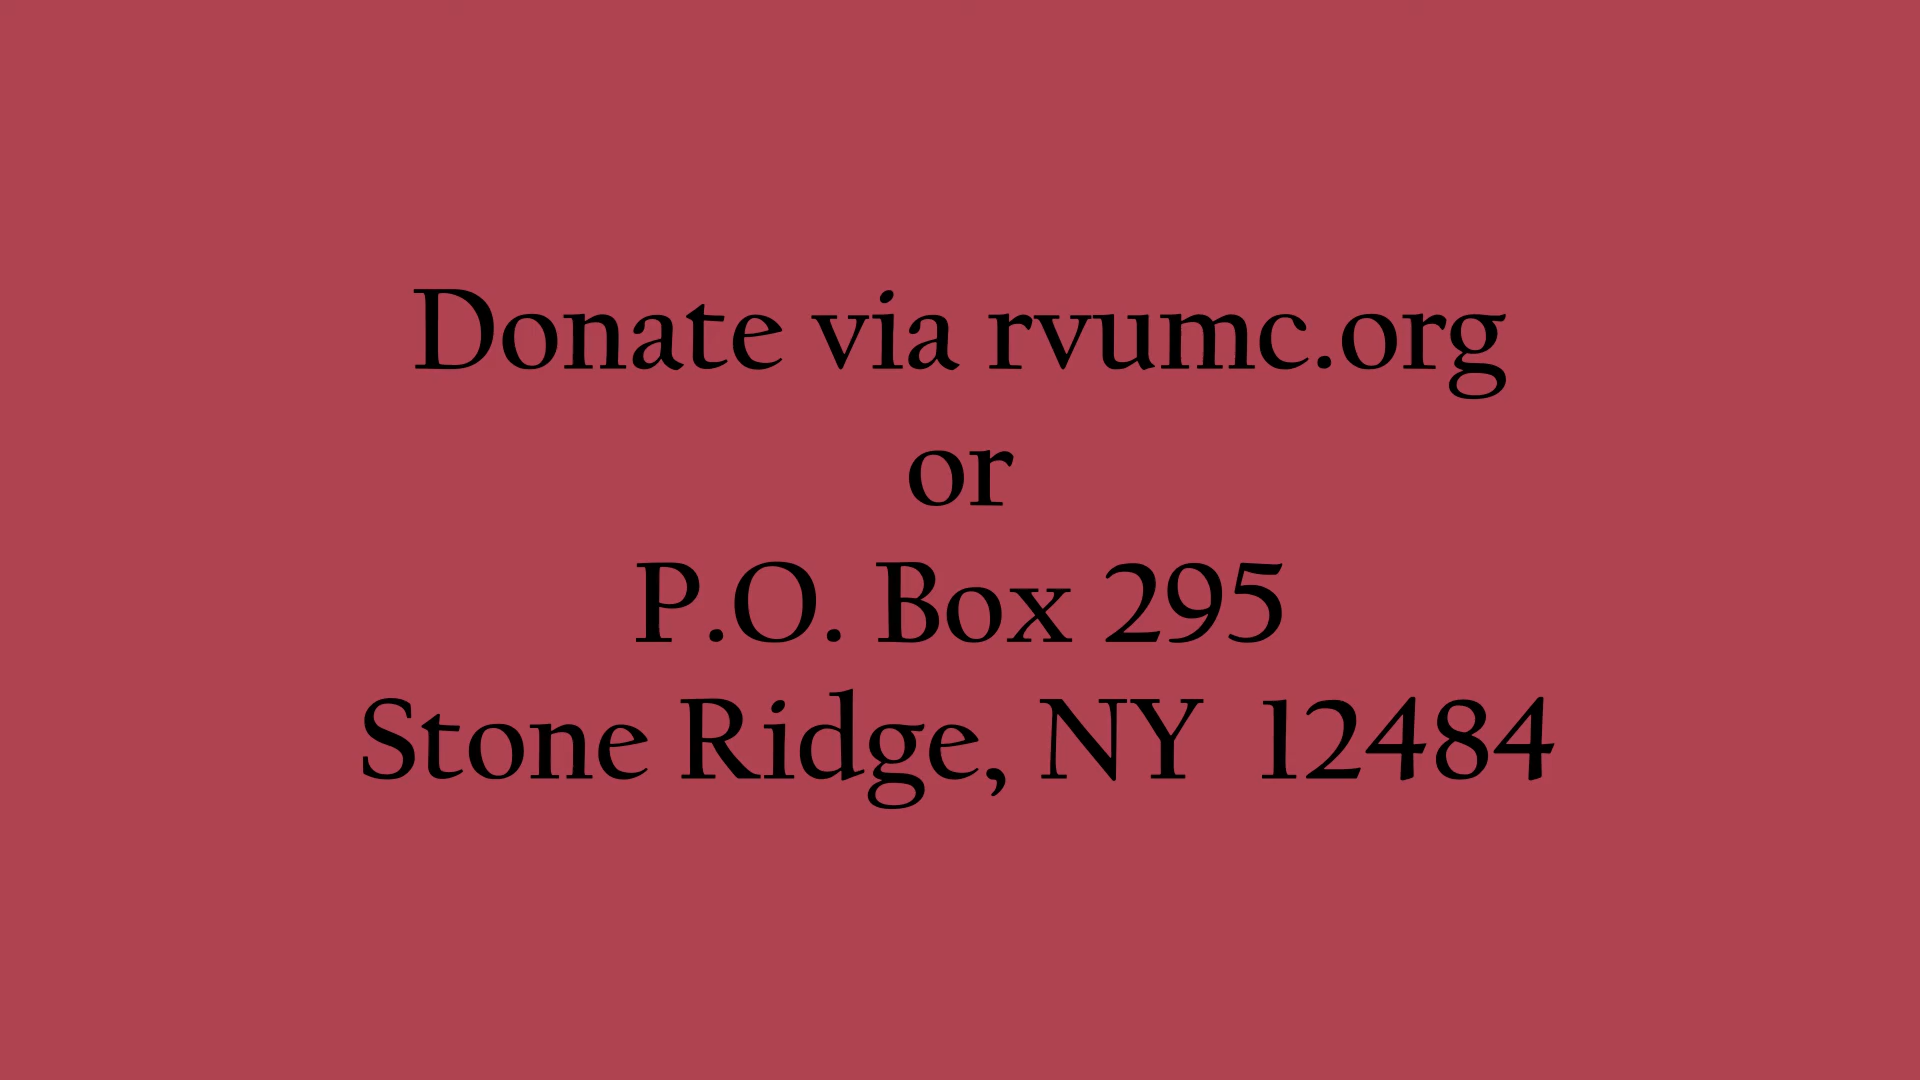 Donate via rvumc.org
or
P.O. Box 295
Stone Ridge, NY  12484